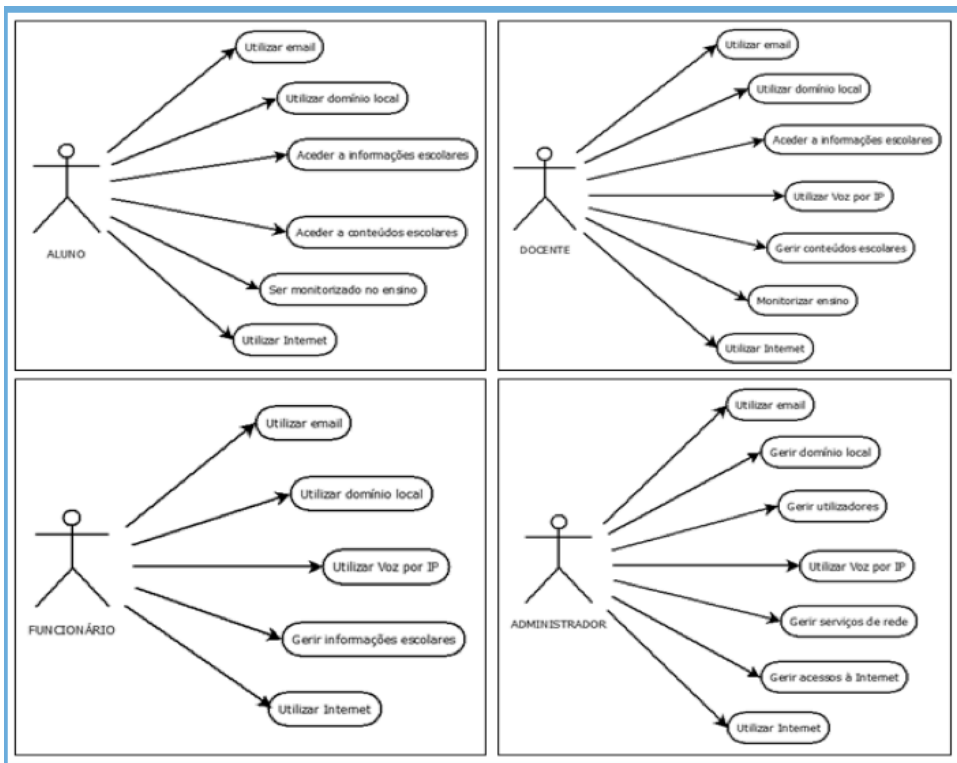 Utilizar email
Utilizar domínio local
Aceder a informações escolares
Aceder a conteúdos escolares
Ser monitorizado no ensino
Utilizar Internet
ALUNO
Utilizar email
Utilizar domínio local
Aceder a informações escolares
Utilizar Voz por IP
Gerir conteúdos escolares
Monitorizar ensino
Utilizar Internet
DOCENTE
Utilizar email
Utilizar domínio local
Utilizar Voz por IP
Gerir informações escolares
Utilizar Internet
FUNCIONÁRIO
Utilizar email
Gerir domínio local
Gerir utilizadores
Utilizar Voz por IP
Gerir serviços de rede
Gerir acessos à Internet
Utilizar Internet
ADMINISTRADOR